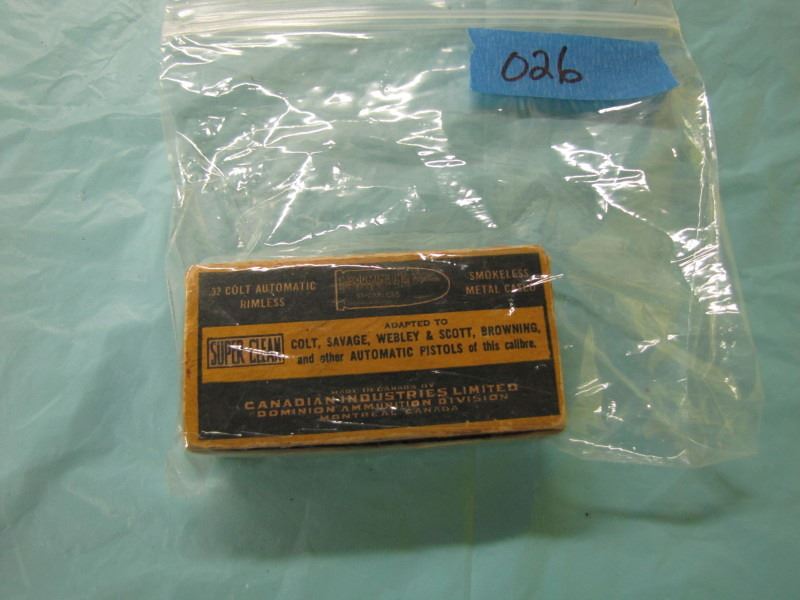 026
32 COLT AUTOMATIC
RIMLESS
SMOKELESS
METAL CASED
SUPER-CLEAN
ADAPTED TO
COLT, SAVAGE, WEBLEY & SCOTT, BROWNING,
and other AUTOMATIC PISTOLS of this calibre.
MADE IN CANADA BY
CANADIAN INDUSTRIES LIMITED
DOMINION AMMUNITION DIVISION
MONTREAL, CANADA